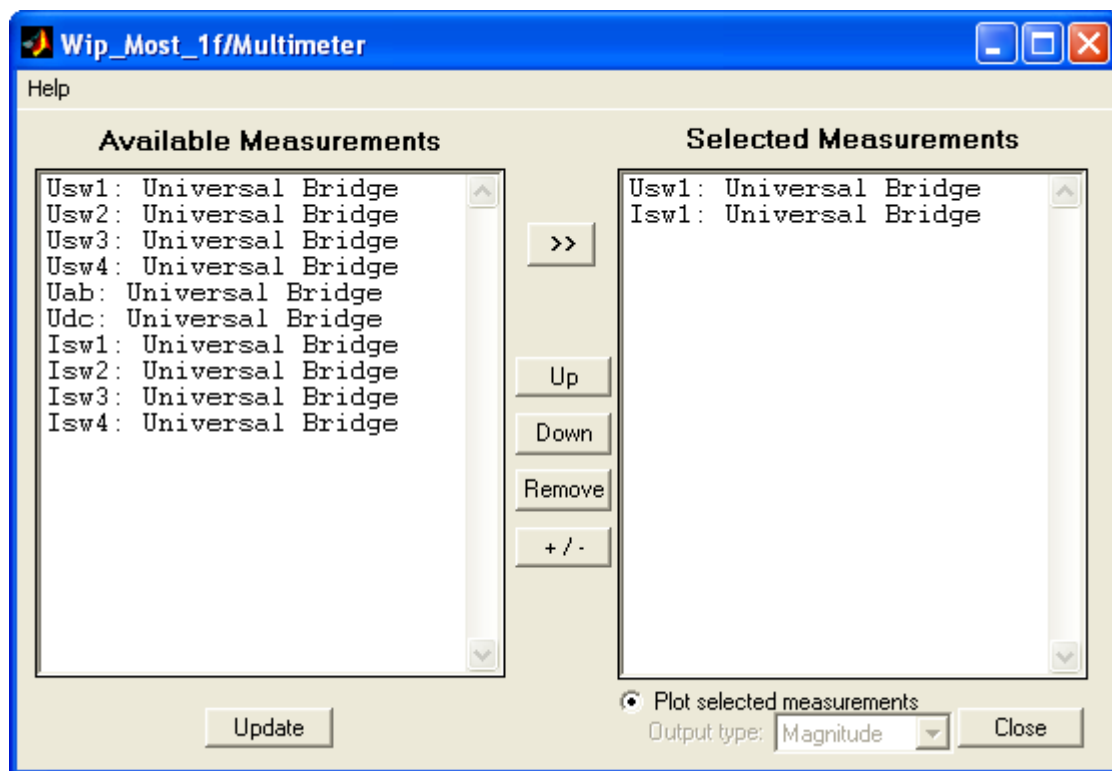 Wip_Most_1f/Multimeter
Help
Available Measurements
Usw1: Universal Bridge
Usw2: Universal Bridge
Usw3: Universal Bridge
Usw4: Universal Bridge
Uab: Universal Bridge
Udc: Universal Bridge
Isw1: Universal Bridge
Isw2: Universal Bridge
Isw3: Universal Bridge
Isw4: Universal Bridge
>>
Up
Down
Remove
+ / -
Selected Measurements
Usw1: Universal Bridge
Isw1: Universal Bridge
Update
Plot selected measurements
Output type: Magnitude
Close